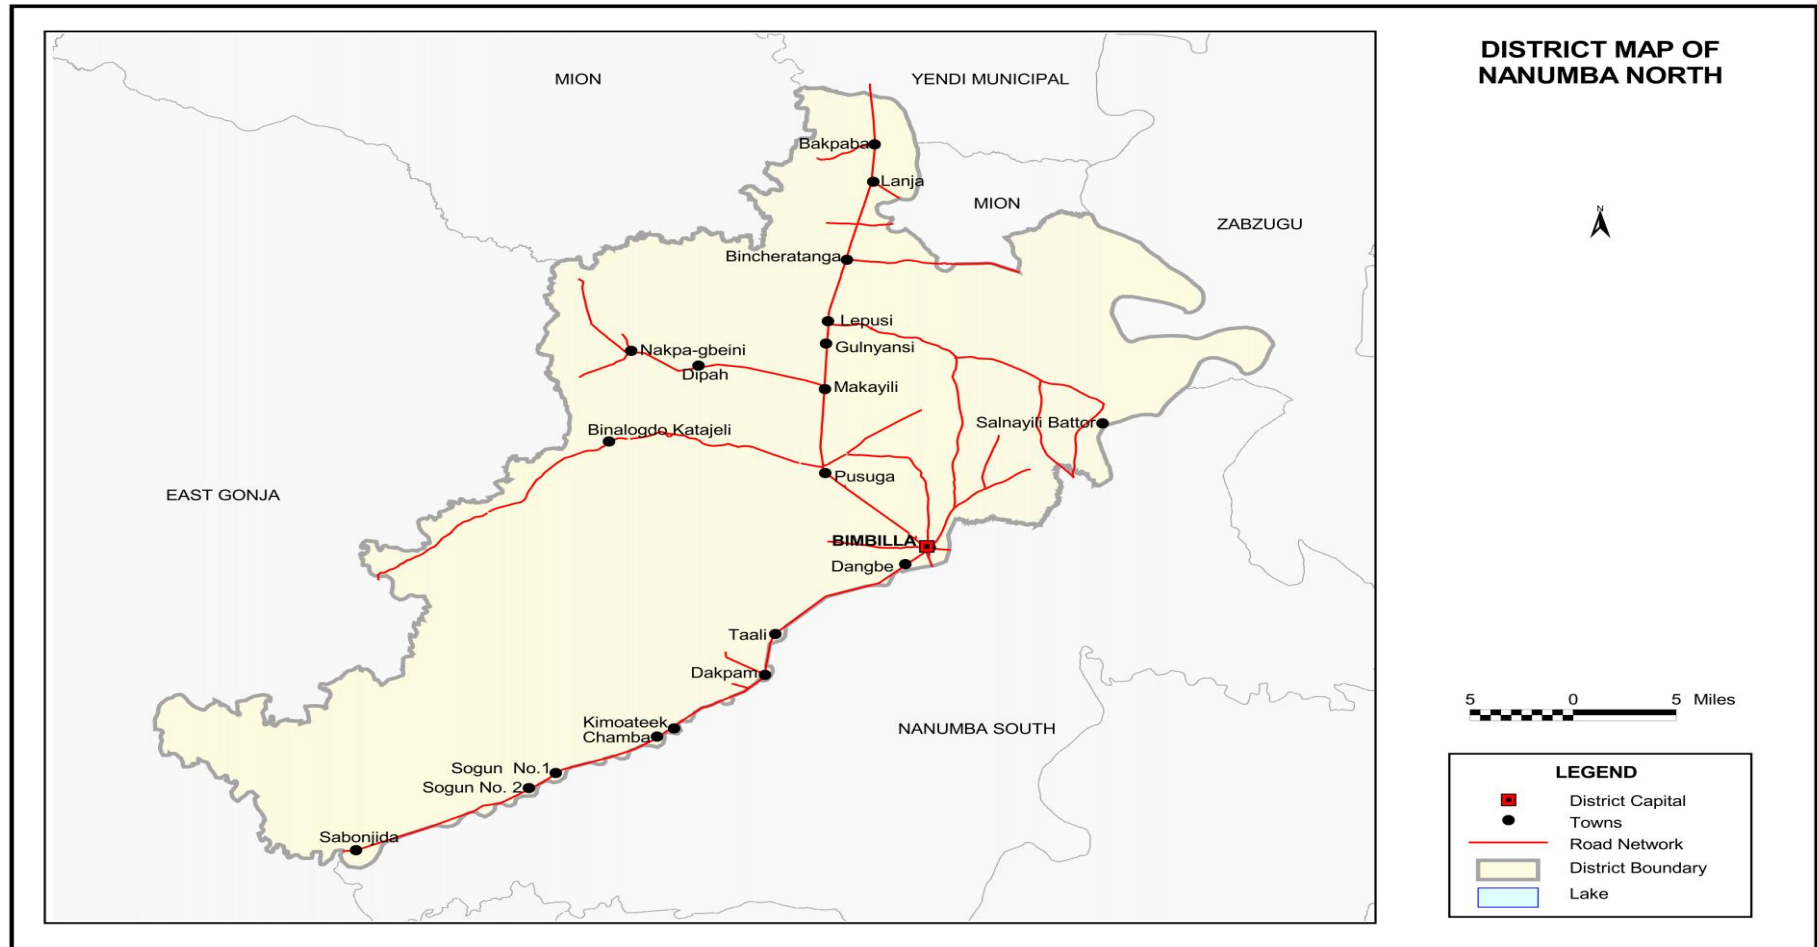 DISTRICT MAP OF
NANUMBA NORTH
MION
YENDI MUNICIPAL
Bakpaba
Lanja
MION
ZABZUGU
N
Bincheratanga
Lepusi
Gulnyansi
Nakpa-gbeini
Dipah
Makayili
Salnayili Battor
Binalogdo Katajeli
Pusuga
EAST GONJA
BIMBILLA
Dangbe
Taali
Dakpam
Kimoateek
Chamba
NANUMBA SOUTH
Sogun No.1
Sogun No. 2
Sabonjida
5 0 5 Miles
LEGEND
District Capital
Towns
Road Network
District Boundary
Lake